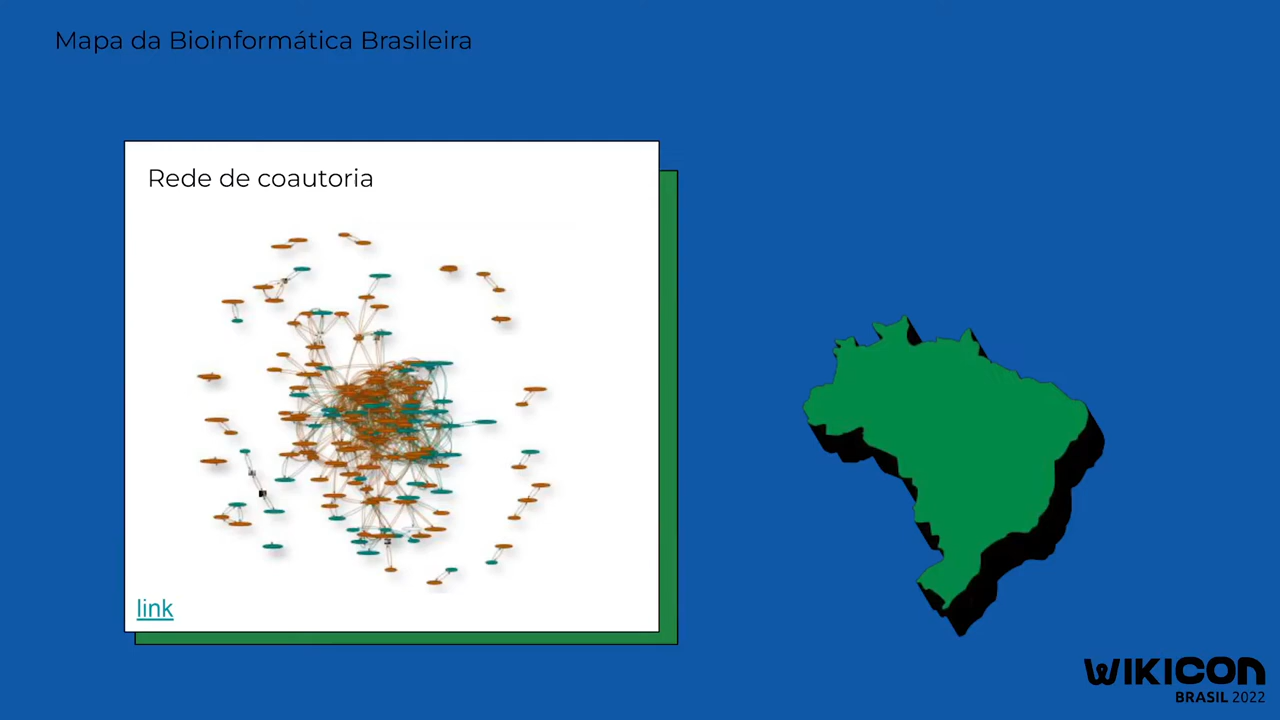 Mapa da Bioinformática Brasileira
Rede de coautoria
link
WIKICON
BRASIL 2022